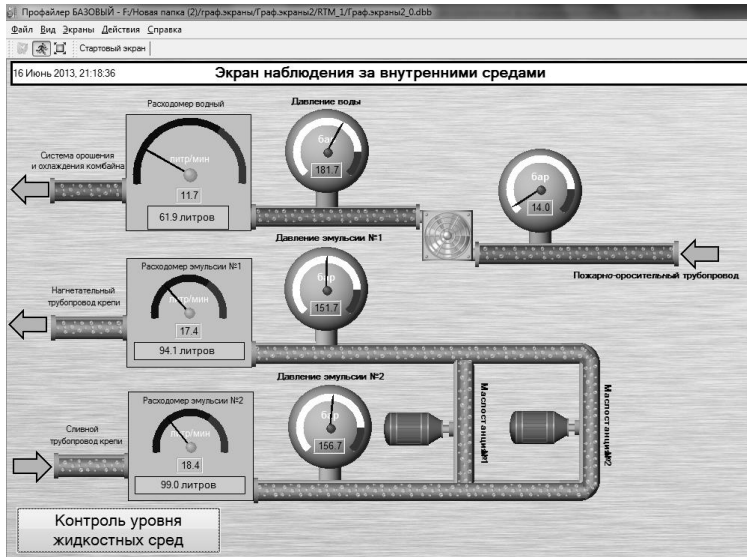 Профайлер БАЗОВЫЙ - F:/Новая папка (2)/граф.экраны/Граф.экраны2/RTM_1/Граф.экраны2_0.dbb
Файл Вид Экраны Действия Справка
Стартовый экран
16 Июнь 2013, 21:18:36
Экран наблюдения за внутренними средами
Расходомер водный
Давление воды
Система орошения
и охлаждения комбайна
литр/мин
11.7
61.9 литров
бар
181.7
бар
14.0
Пожарно-оросительный трубопровод
Давление эмульсии №1
Расходомер эмульсии №1
Нагнетательный
трубопровод крепи
литр/мин
17.4
94.1 литров
бар
151.7
Давление эмульсии №2
Расходомер эмульсии №2
Сливной
трубопровод крепи
литр/мин
18.4
99.0 литров
бар
156.7
Маслостанция№1
Маслостанция№2
Контроль уровня
жидкостных сред